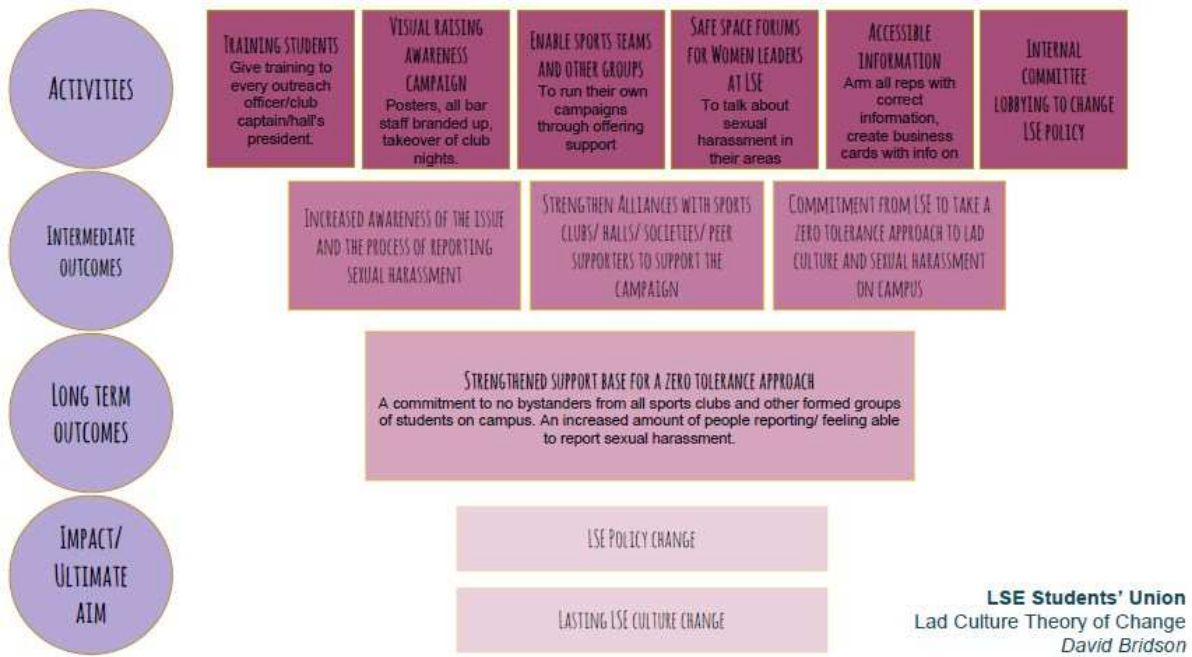 ACTIVITIES
TRAINING STUDENTS
Give training to
every outreach
officer/club
captain/hall's
president.
VISUAL RAISING
AWARENESS
CAMPAIGN
Posters, all bar
staff branded up,
takeover of club
nights.
ENABLE SPORTS TEAMS
AND OTHER GROUPS
To run their own
campaigns
through offering
support
SAFE SPACE FORUMS
FOR WOMEN LEADERS
AT LSE
To talk about
sexual
harassment in
their areas
ACCESSIBLE
INFORMATION
Arm all reps with
correct
information,
create business
cards with info on
INTERNAL
COMMITTEE
LOBBYING TO CHANGE
LSE POLICY
INTERMEDIATE
OUTCOMES
INCREASED AWARENESS OF THE ISSUE
AND THE PROCESS OF REPORTING
SEXUAL HARASSMENT
STRENGTHEN ALLIANCES WITH SPORTS
CLUBS/ HALLS/ SOCIETIES/ PEER
SUPPORTERS TO SUPPORT THE
CAMPAIGN
COMMITMENT FROM LSE TO TAKE A
ZERO TOLERANCE APPROACH TO LAD
CULTURE AND SEXUAL HARASSMENT
ON CAMPUS
LONG TERM
OUTCOMES
STRENGTHENED SUPPORT BASE FOR A ZERO TOLERANCE APPROACH
A commitment to no bystanders from all sports clubs and other formed groups
of students on campus. An increased amount of people reporting/ feeling able
to report sexual harassment.
IMPACT/
ULTIMATE
AIM
LSE POLICY CHANGE
LASTING LSE CULTURE CHANGE
LSE Students' Union
Lad Culture Theory of Change
David Bridson